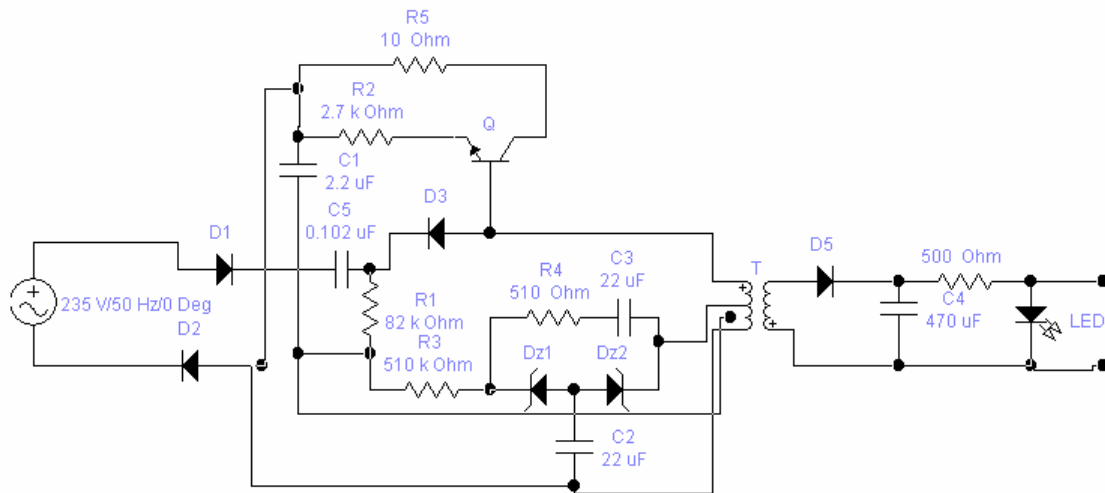 R5
10 Ohm
R2
2.7 k Ohm
Q
C1
2.2 uF
D3
C5
0.102 uF
D1
235 V/50 Hz/0 Deg
D2
R1
82 k Ohm
R3
510 k Ohm
R4
510 Ohm
C3
22 uF
Dz1
Dz2
C2
22 uF
T
D5
500 Ohm
C4
470 uF
LED